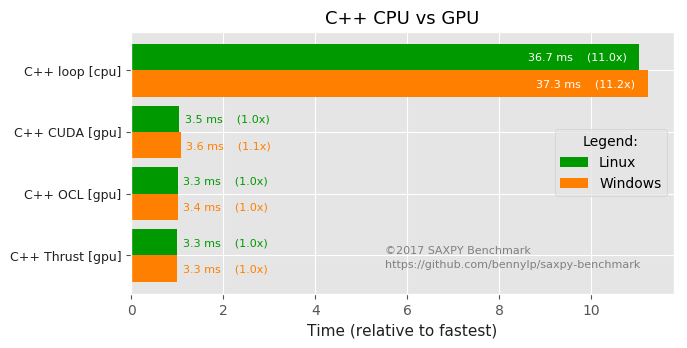 C++ CPU vs GPU
C++ loop [cpu]
36.7 ms (11.0x)
37.3 ms (11.2x)
C++ CUDA [gpu]
3.5 ms (1.0x)
3.6 ms (1.1x)
C++ OCL [gpu]
3.3 ms (1.0x)
3.4 ms (1.0x)
C++ Thrust [gpu]
3.3 ms (1.0x)
3.3 ms (1.0x)
Legend:
Linux
Windows
©2017 SAXPY Benchmark
https://github.com/bennylp/saxpy-benchmark
0 2 4 6 8 10
Time (relative to fastest)